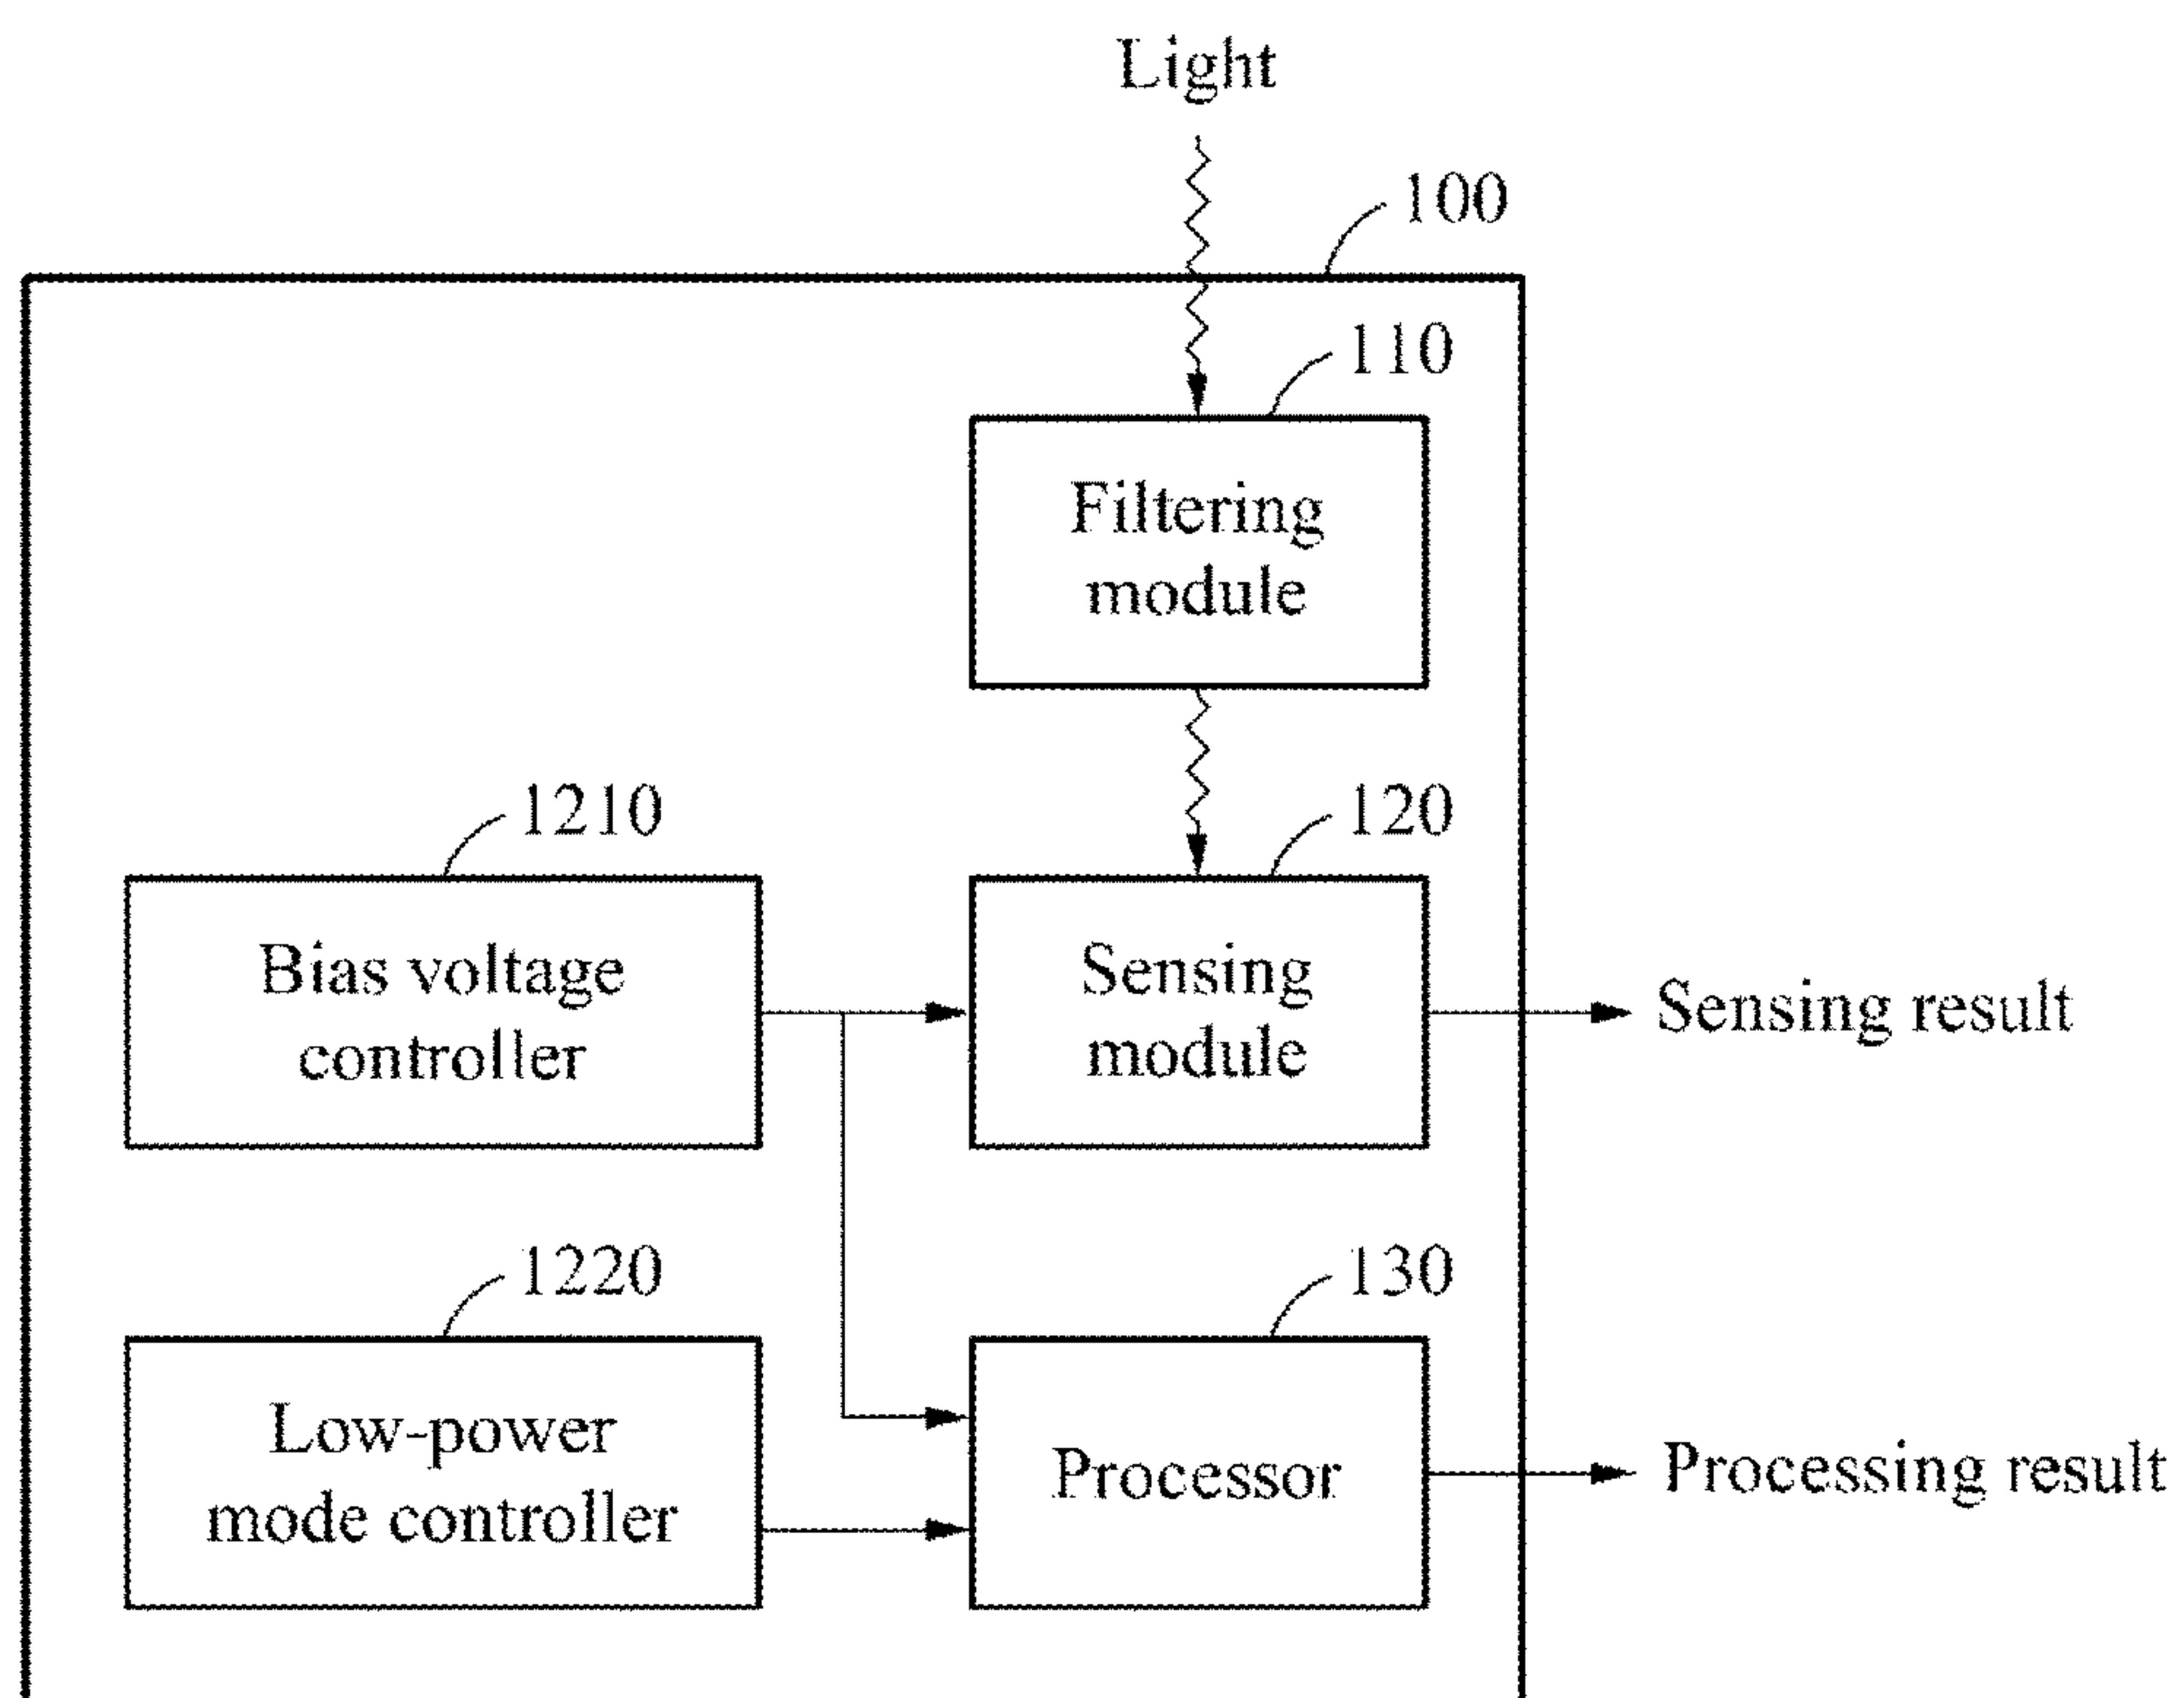 Light
100
110
Filtering
module
1210
120
Bias voltage
controller
Sensing
module
Sensing result
1220
130
Low-power
mode controller
Processor
Processing result